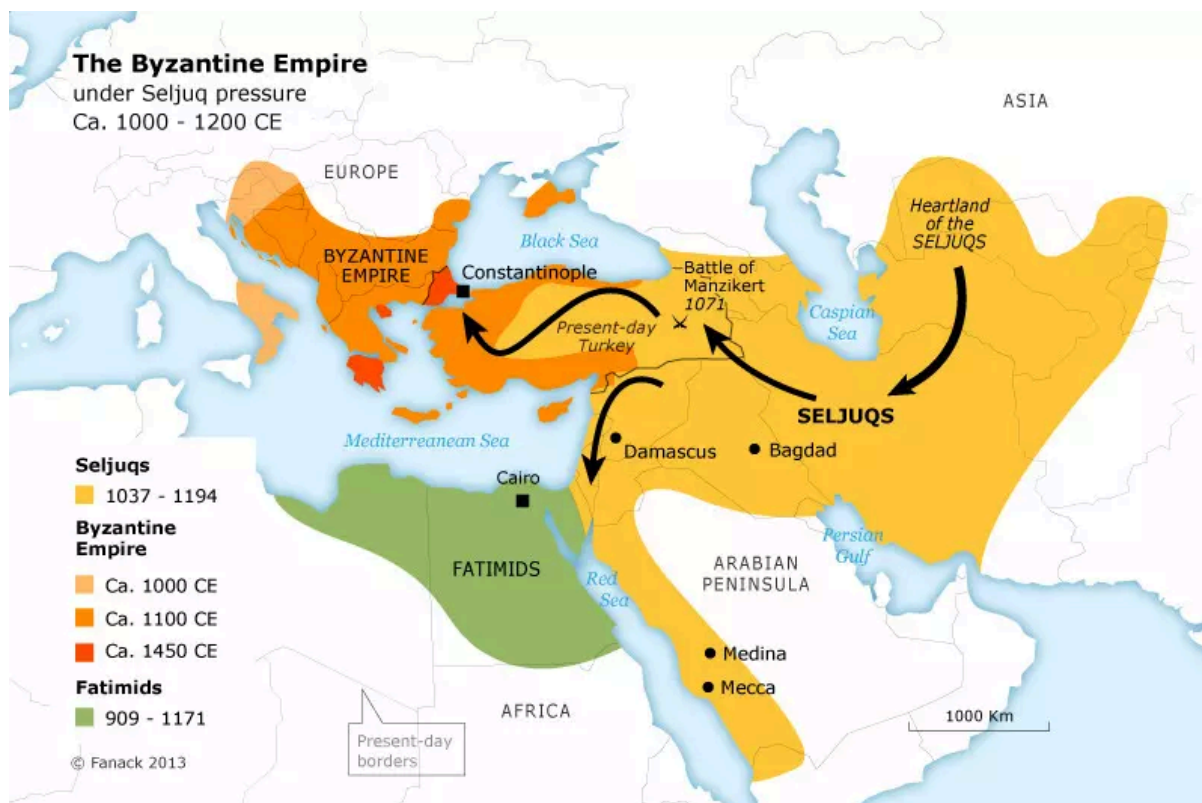 The Byzantine Empire
under Seljuq pressure
Ca. 1000 - 1200 CE
ASIA
EUROPE
Heartland
of the
SELJUQS
Black Sea
BYZANTINE
EMPIRE
Constantinople
Battle of
Manzikert
1071
Caspian
Sea
Present-day
Turkey
SELJUQS
Mediterreanean Sea
Damascus
Bagdad
Cairo
Persian
Gulf
FATIMIDS
Red
Sea
ARABIAN
PENINSULA
Medina
Mecca
AFRICA
1000 Km
Seljuqs
1037 - 1194
Byzantine
Empire
Ca. 1000 CE
Ca. 1100 CE
Ca. 1450 CE
Fatimids
909 - 1171
Present-day
borders
© Fanack 2013